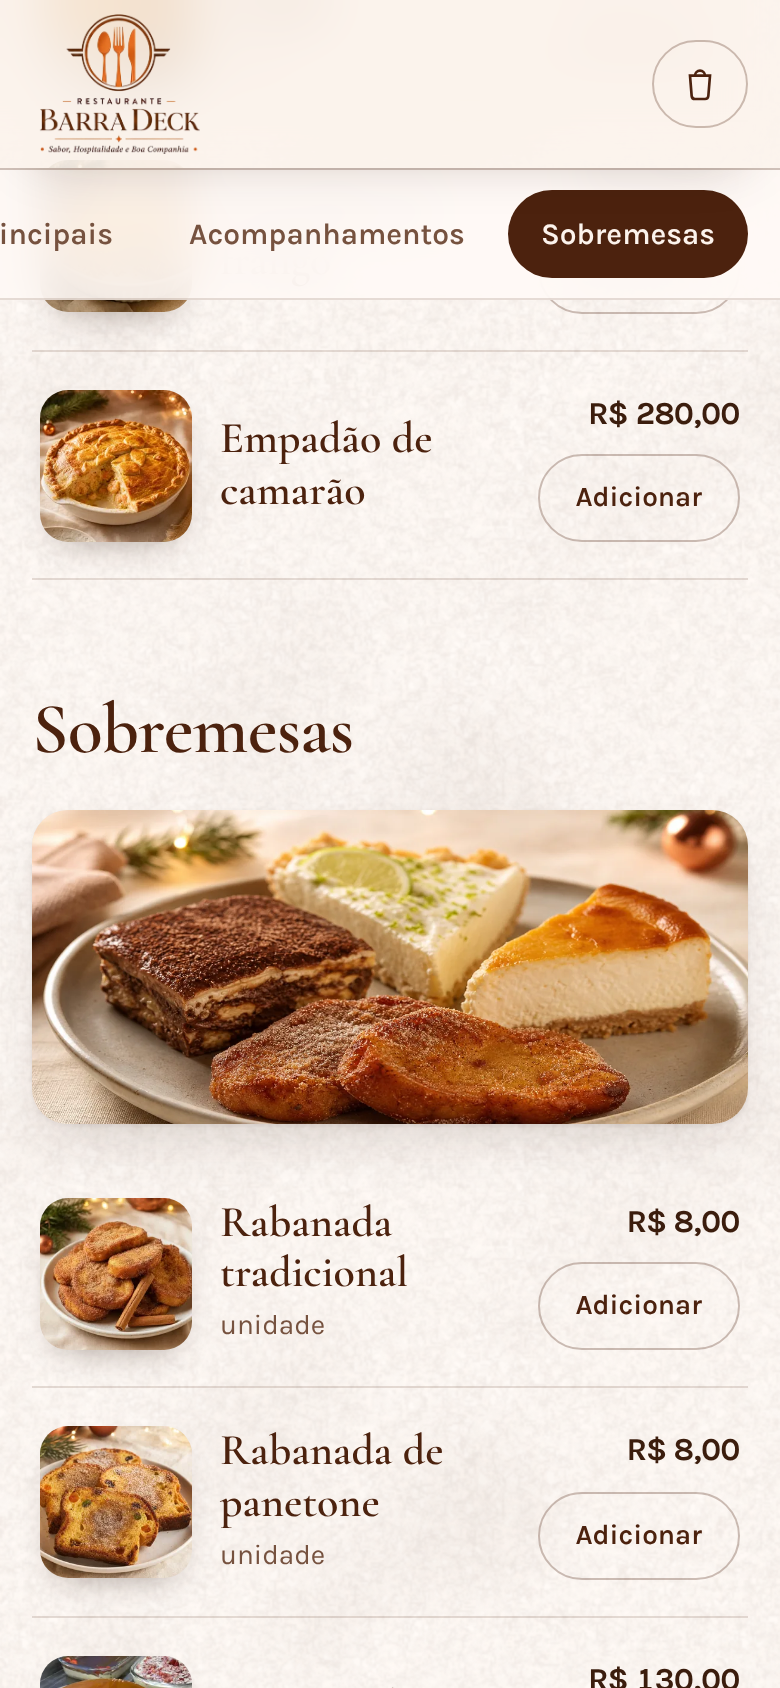 RESTAURANTE
BARRA DECK
Sabor, Hospitalidade e Boa Companhia
incipais
Acompanhamentos
Sobremesas
Empadão de
camarão
R$ 280,00
Adicionar
Sobremesas
Rabanada
tradicional
unidade
R$ 8,00
Adicionar
Rabanada de
panetone
unidade
R$ 8,00
Adicionar
R$ 130,00